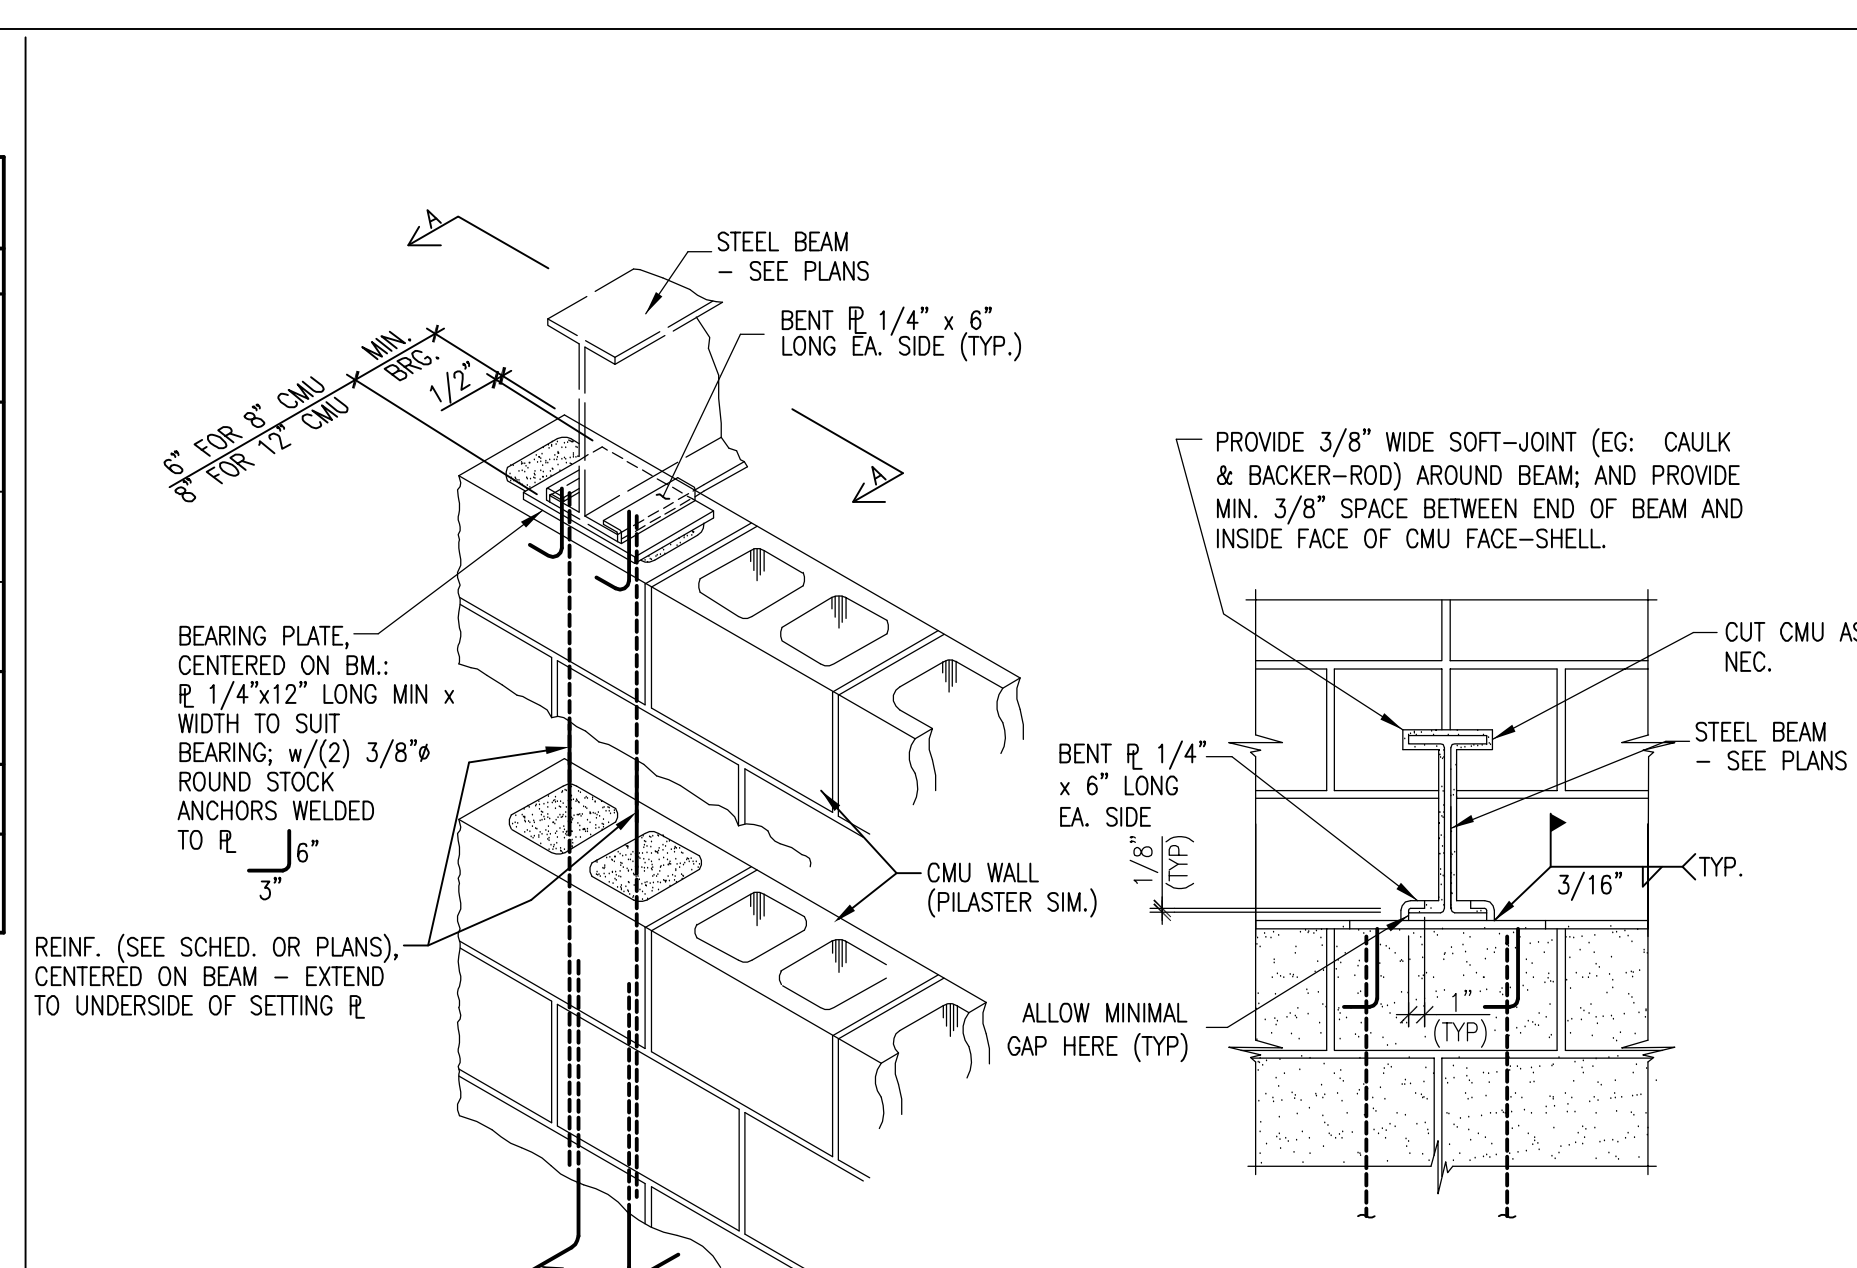 A
STEEL BEAM
– SEE PLANS
BENT ℄ 1/4" x 6"
LONG EA. SIDE (TYP.)
MIN.
BRG.
1/2"
6" FOR 8" CMU
8" FOR 12" CMU
A
BEARING PLATE,
CENTERED ON BM.:
PL 1/4"x12" LONG MIN x
WIDTH TO SUIT
BEARING; w/(2) 3/8"ø
ROUND STOCK
ANCHORS WELDED
TO PL
6"
3"
REINF. (SEE SCHED. OR PLANS),
CENTERED ON BEAM – EXTEND
TO UNDERSIDE OF SETTING PL
CMU WALL
(PILASTER SIM.)
PROVIDE 3/8" WIDE SOFT–JOINT (EG: CAULK
& BACKER–ROD) AROUND BEAM; AND PROVIDE
MIN. 3/8" SPACE BETWEEN END OF BEAM AND
INSIDE FACE OF CMU FACE–SHELL.
CUT CMU AS
NEC.
STEEL BEAM
– SEE PLANS
BENT PL 1/4"
x 6" LONG
EA. SIDE
1/8"
(TYP)
3/16"
TYP.
1"
(TYP)
ALLOW MINIMAL
GAP HERE (TYP)